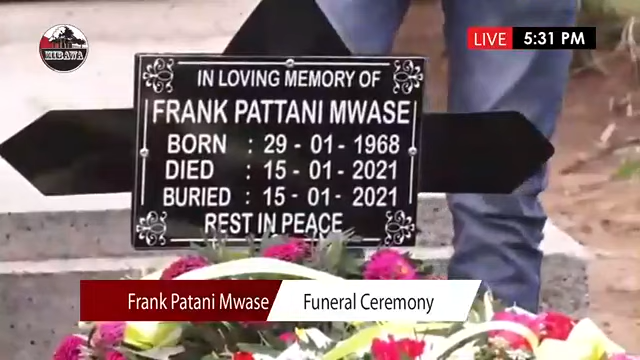 MIBAWA
LIVE 5:31 PM
IN LOVING MEMORY OF
FRANK PATTANI MWASE
BORN : 29 - 01 - 1968
DIED : 15 - 01 - 2021
BURIED : 15 - 01 - 2021
REST IN PEACE
Frank Patani Mwase Funeral Ceremony